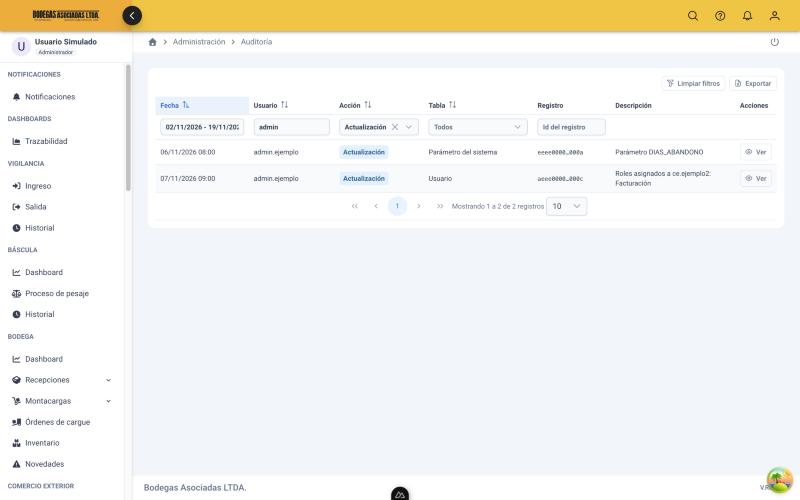 BODEGAS ASOCIADAS LTDA.
U
Usuario Simulado
Administrador
Administración
Auditoría
NOTIFICACIONES
Notificaciones
DASHBOARDS
Trazabilidad
VIGILANCIA
Ingreso
Salida
Historial
BÁSCULA
Dashboard
Proceso de pesaje
Historial
BODEGA
Dashboard
Recepciones
Montacargas
Órdenes de cargue
Inventario
Novedades
COMERCIO EXTERIOR
Limpiar filtros
Exportar
Fecha Usuario Acción Tabla Registro Descripción Acciones
02/11/2026 - 19/11/202 admin Actualización Todos Id del registro
06/11/2026 08:00 admin.ejemplo Actualización Parámetro del sistema eeee0000…000a Parámetro DIAS_ABANDONO Ver
07/11/2026 09:00 admin.ejemplo Actualización Usuario aeee0000…000c Roles asignados a ce.ejemplo2: Facturación Ver
1 Mostrando 1 a 2 de 2 registros 10
Bodegas Asociadas LTDA.